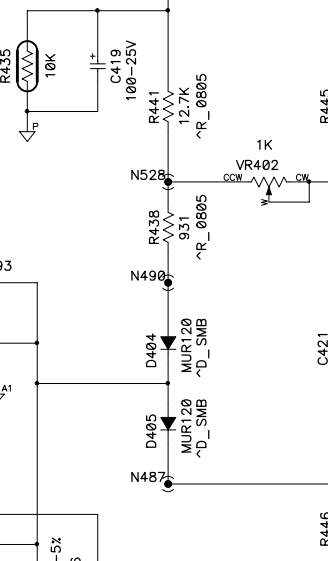 R435
10K
C419
100-25V
+
P
R441
12.7K
^R_0805
R445
1K
VR402
N528
CCW
CW
W
R438
931
^R_0805
93
N490
D404
MUR120
^D_SMB
C421
A1
D405
MUR120
^D_SMB
N487
R446
-5%